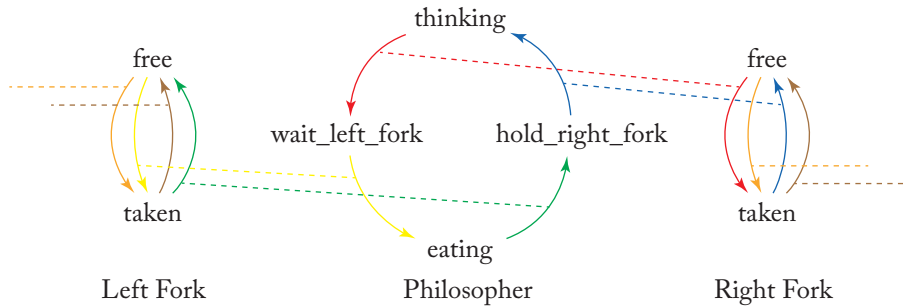 thinking
free
free
wait_left_fork
hold_right_fork
taken
taken
eating
Left Fork
Philosopher
Right Fork